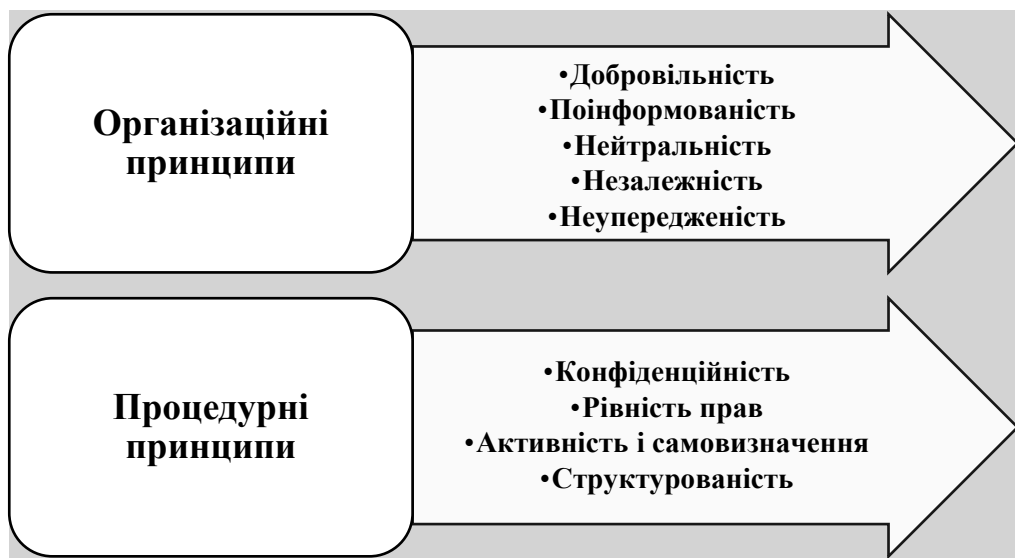 Організаційні
принципи
•Добровільність
•Поінформованість
•Нейтральність
•Незалежність
•Неупередженість
Процедурні
принципи
•Конфіденційність
•Рівність прав
•Активність і самовизначення
•Структурованість